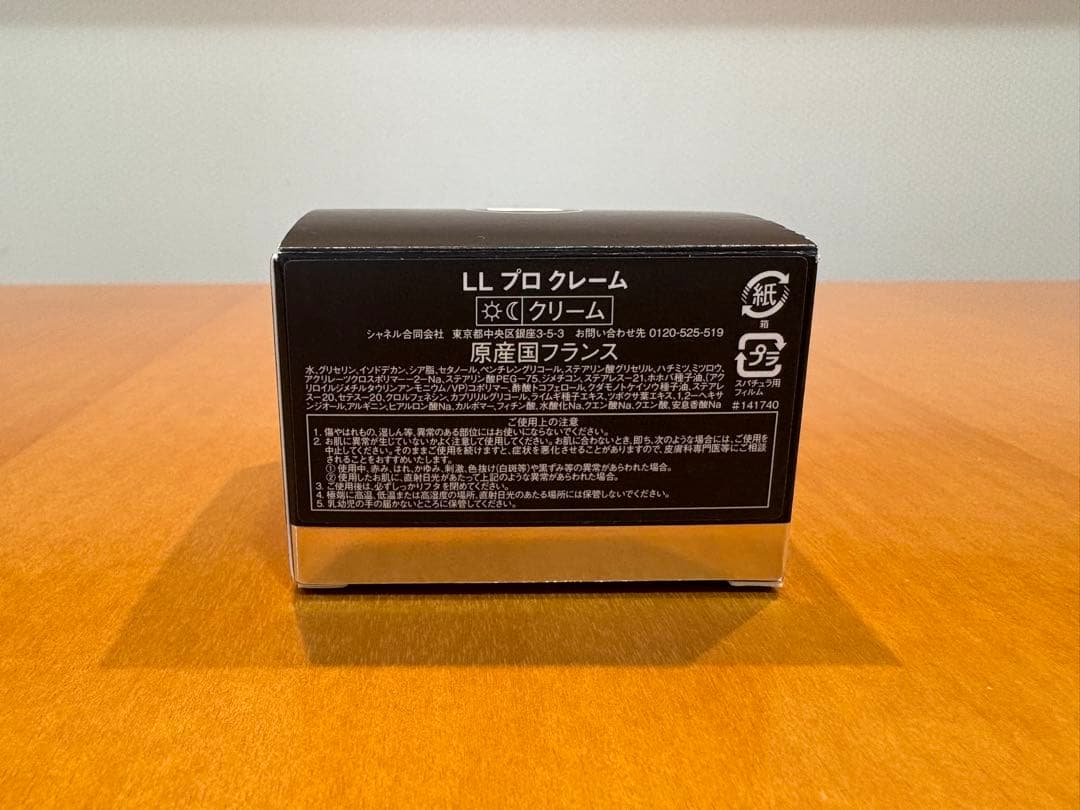 LL プロ クレーム
クリーム
シャネル合同会社 東京都中央区銀座3-5-3 お問い合わせ先 0120-525-519
原産国フランス
水,グリセリン,イソドデカン,シア脂,セタノール,ペンチレングリコール,ステアリン酸グリセリル,ハチミツ,ミツロウ,
アクリレーツクロスポリマー-2-Na,ステアリン酸PEG-75,ジメチコン,ステアレス-21,ホホバ種子油,(アク
リロイルジメチルタウリンアンモニウム/VP)コポリマー,酢酸トコフェロール,クダモノトケイソウ種子油,ステアレ
ス-20,セテス-20,クロルフェネシン,カプリリルグリコール,ライムギ種子エキス,ツボクサ葉エキス,1,2-ヘキサ
ンジオール,アルギニン,ヒアルロン酸Na,カルボマー,フィチン酸,水酸化Na,クエン酸Na,クエン酸,安息香酸Na
紙
箱
プラ
スパチュラ用
フィルム
#141740
ご使用上の注意
1. 傷やはれもの、湿しん等、異常のある部位にはお使いにならないでください。
2. お肌に異常が生じていないかよく注意して使用してください。お肌に合わないとき、即ち、次のような場合には、ご使用を
中止してください。そのままご使用を続けますと、症状を悪化させることがありますので、皮膚科専門医等にご相談
されることをおすすめいたします。
① 使用中、赤み、はれ、かゆみ、刺激、色抜け(白斑等)や黒ずみ等の異常があらわれた場合。
② 使用したお肌に、直射日光があたって上記のような異常があらわれた場合。
3. ご使用後は、必ずしっかりフタを閉めてください。
4. 極端に高温、低温または高湿度の場所、直射日光のあたる場所には保管しないでください。
5. 乳幼児の手の届かないところに保管してください。